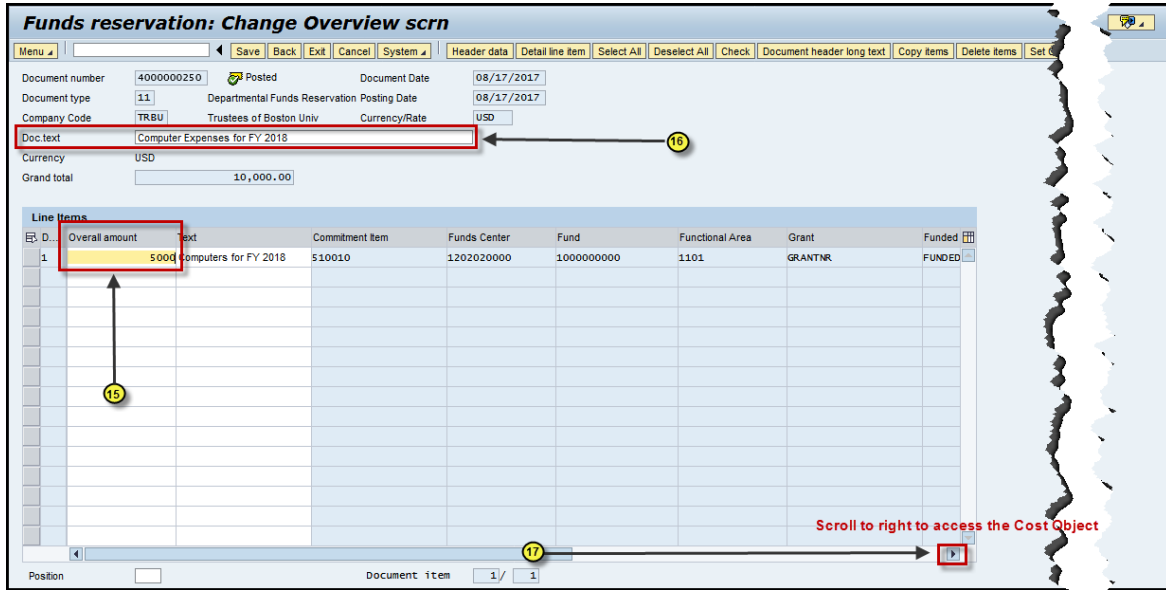 Funds reservation: Change Overview scrn
Menu Save Back Exit Cancel System Header data Detail line item Select All Deselect All Check Document header long text Copy items Delete items Set
Document number 4000000250 Posted Document Date 08/17/2017
Document type 11 Departmental Funds Reservation Posting Date 08/17/2017
Company Code TRBU Trustees of Boston Univ Currency/Rate USD
Doc.text Computer Expenses for FY 2018 16
Currency USD
Grand total 10,000.00
Line Items
D... Overall amount Text Commitment Item Funds Center Fund Functional Area Grant Funded
1 5000 Computers for FY 2018 510010 1202020000 1000000000 1101 GRANTNR FUNDED
15
Scroll to right to access the Cost Object
17
Position Document item 1/ 1